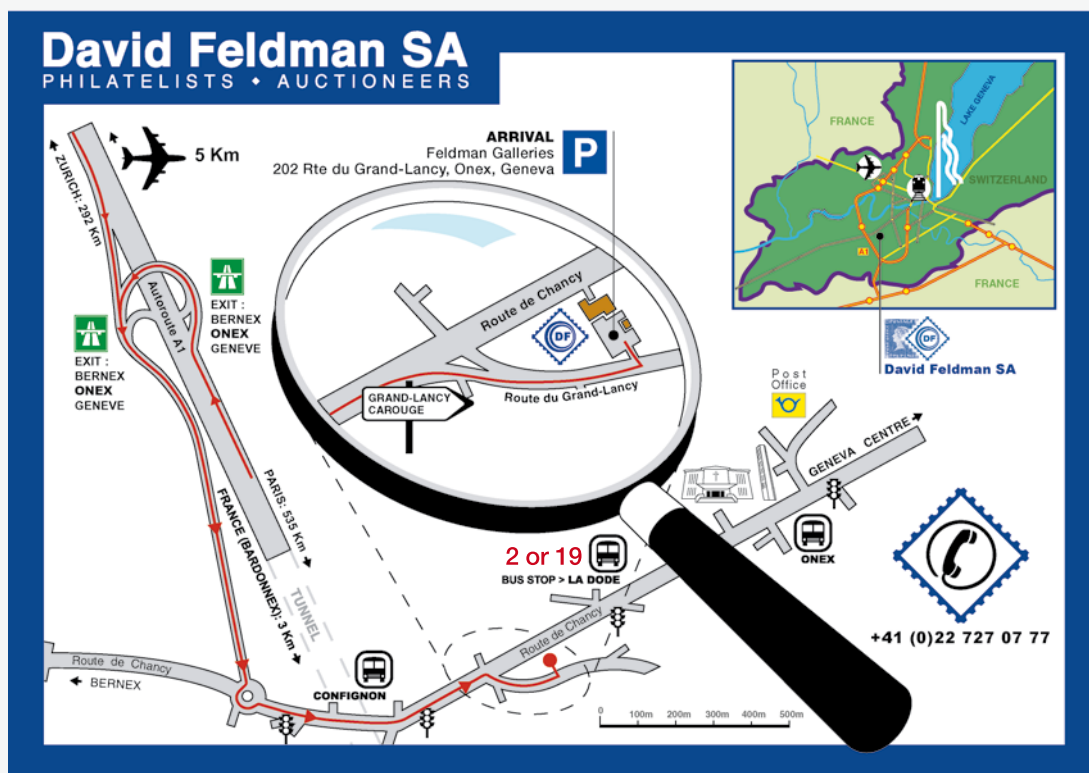 David Feldman SA
PHILATELISTS • AUCTIONEERS
5 Km
ZURICH: 292 Km
ARRIVAL
Feldman Galleries
202 Rte du Grand-Lancy, Onex, Geneva
P
FRANCE
LAKE GENEVA
SWITZERLAND
A1
FRANCE
DF
David Feldman SA
EXIT :
BERNEX
ONEX
GENEVE
EXIT :
BERNEX
ONEX
GENEVE
Autoroute A1
Route de Chancy
DF
GRAND-LANCY
CAROUGE
Route du Grand-Lancy
Post
Office
GENEVA CENTRE
PARIS: 535 Km
FRANCE (BARDONNEX): 3 Km
TUNNEL
2 or 19
BUS STOP > LA DODE
ONEX
+41 (0)22 727 07 77
Route de Chancy
Route de Chancy
BERNEX
CONFIGNON
0 100m 200m 300m 400m 500m